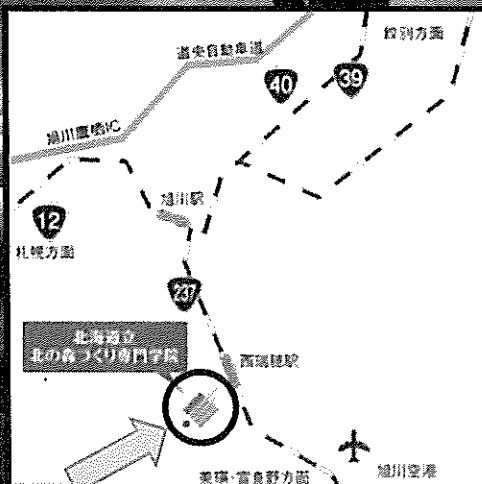 道央自動車道
紋別方面
40
39
旭川鷹栖IC
旭川駅
12
札幌方面
237
北海道立
北の森づくり専門学院
西瑞穂駅
美瑛・富良野方面
旭川空港